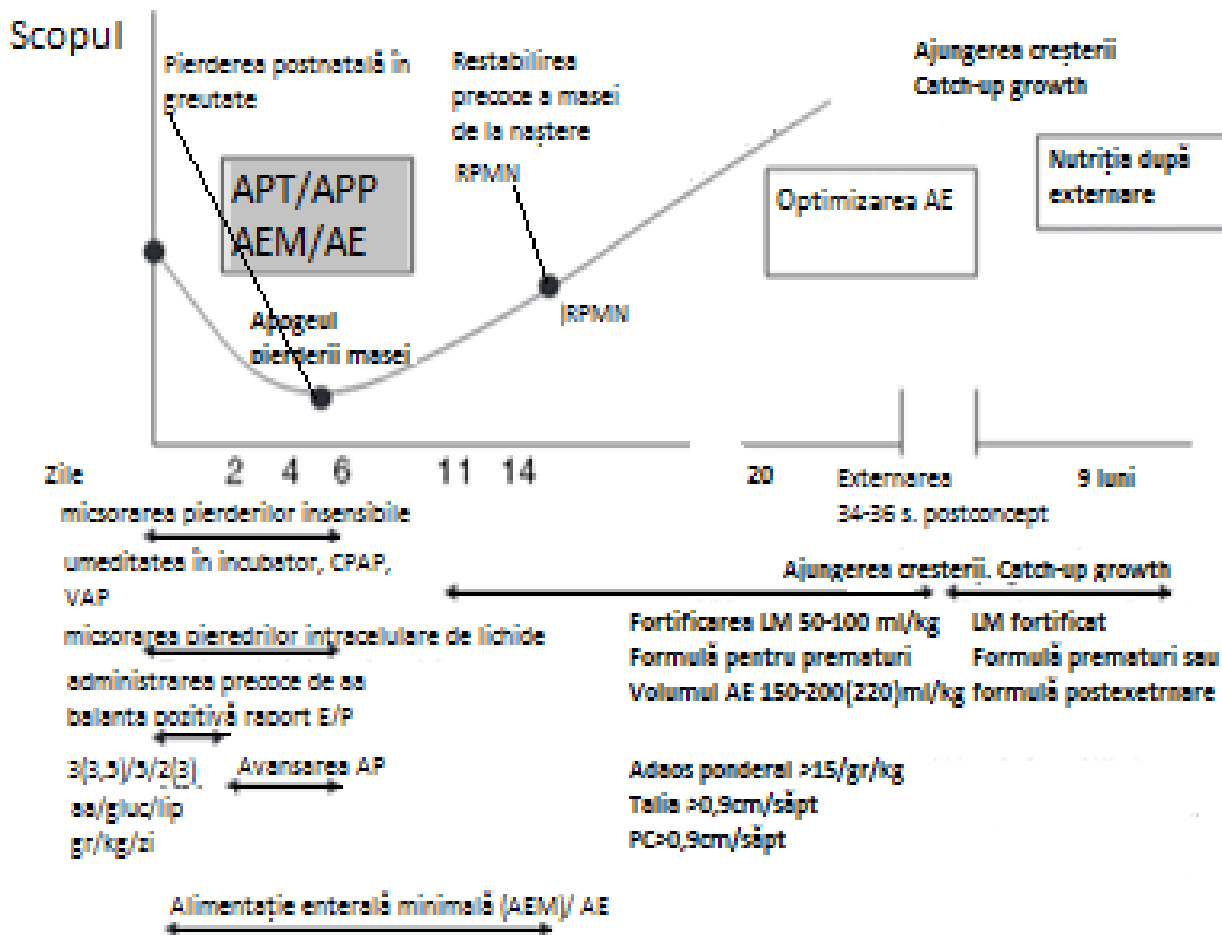 Scopul
Pierderea postnatală în
greutate
Restabilirea
precoce a masei
de la naștere
RPMN
Ajungerea creșterii
Catch-up growth
APT/APP
AEM/AE
Optimizarea AE
Nutriția după
externare
Apogeul
pierderii masei
RPMN
Zile
2 4 6 11 14 20
Externarea
34-36 s. postconcept
9 luni
micsorarea pierderilor insensibile
umeditatea în incubator, CPAP,
VAP
micsorarea pieredrilor intracelulare de lichide
administrarea precoce de aa
balanta pozitivă raport E/P
3(3,5)/5/2(3)
aa/gluc/lip
gr/kg/zi
Avansarea AP
Ajungerea cresterii. Catch-up growth
Fortificarea LM 50-100 ml/kg
Formulă pentru prematuri
Volumul AE 150-200(220)ml/kg
LM fortificat
Formulă prematuri sau
formulă postexetrnare
Adaos ponderal >15/gr/kg
Talia >0,9cm/săpt
PC>0,9cm/săpt
Alimentație enterală minimală (AEM)/ AE